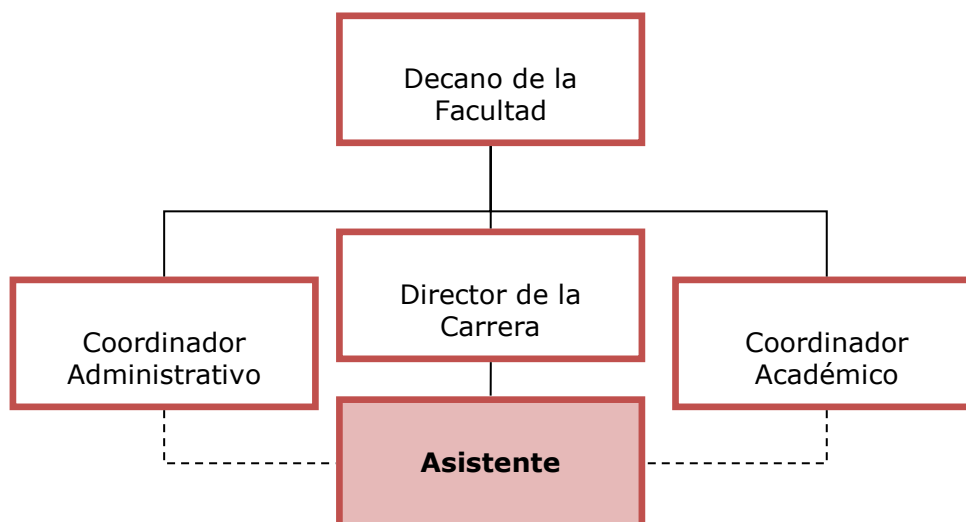 Decano de la
Facultad
Director de la
Carrera
Coordinador
Administrativo
Coordinador
Académico
Asistente